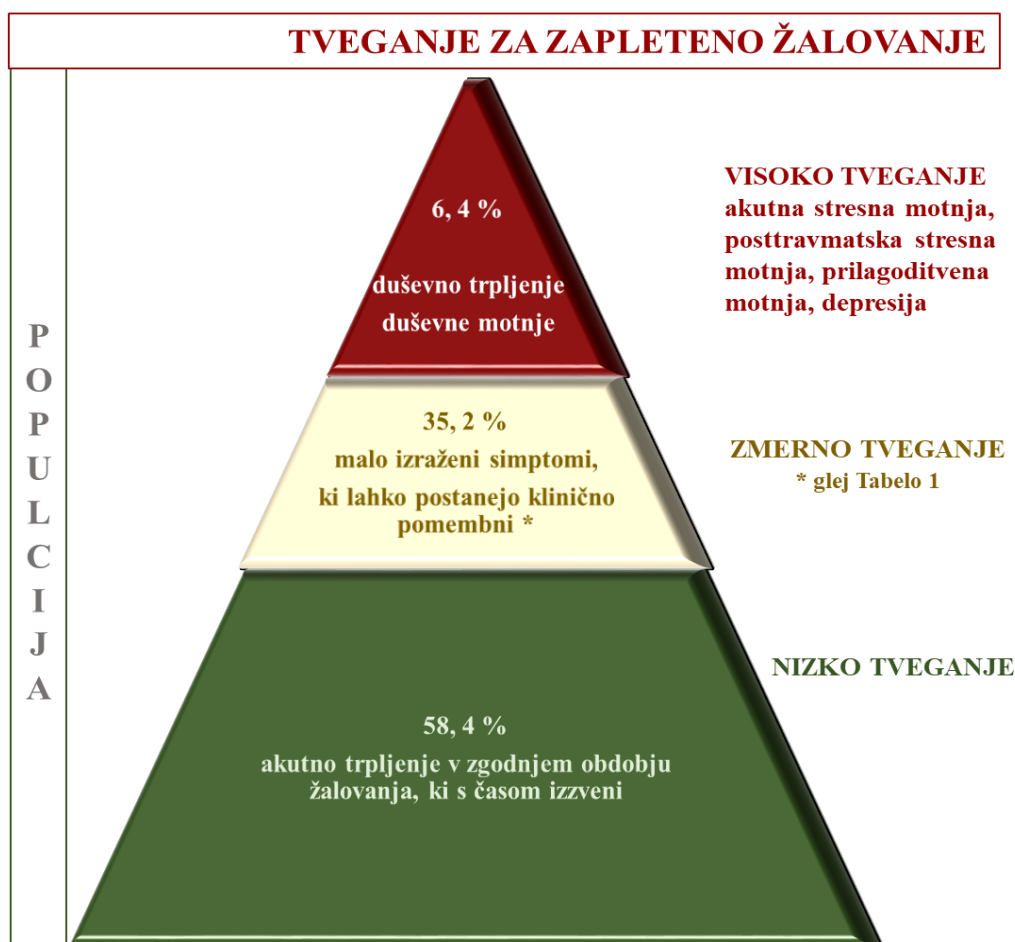 TVEGANJE ZA ZAPLETENO ŽALOVANJE
POPULCIJA
6, 4 %
duševno trpljenje
duševne motnje
VISOKO TVEGANJE
akutna stresna motnja,
posttravmatska stresna
motnja, prilagoditvena
motnja, depresija
35, 2 %
malo izraženi simptomi,
ki lahko postanejo klinično
pomembni *
ZMERNO TVEGANJE
* glej Tabelo 1
58, 4 %
akutno trpljenje v zgodnjem obdobju
žalovanja, ki s časom izzveni
NIZKO TVEGANJE